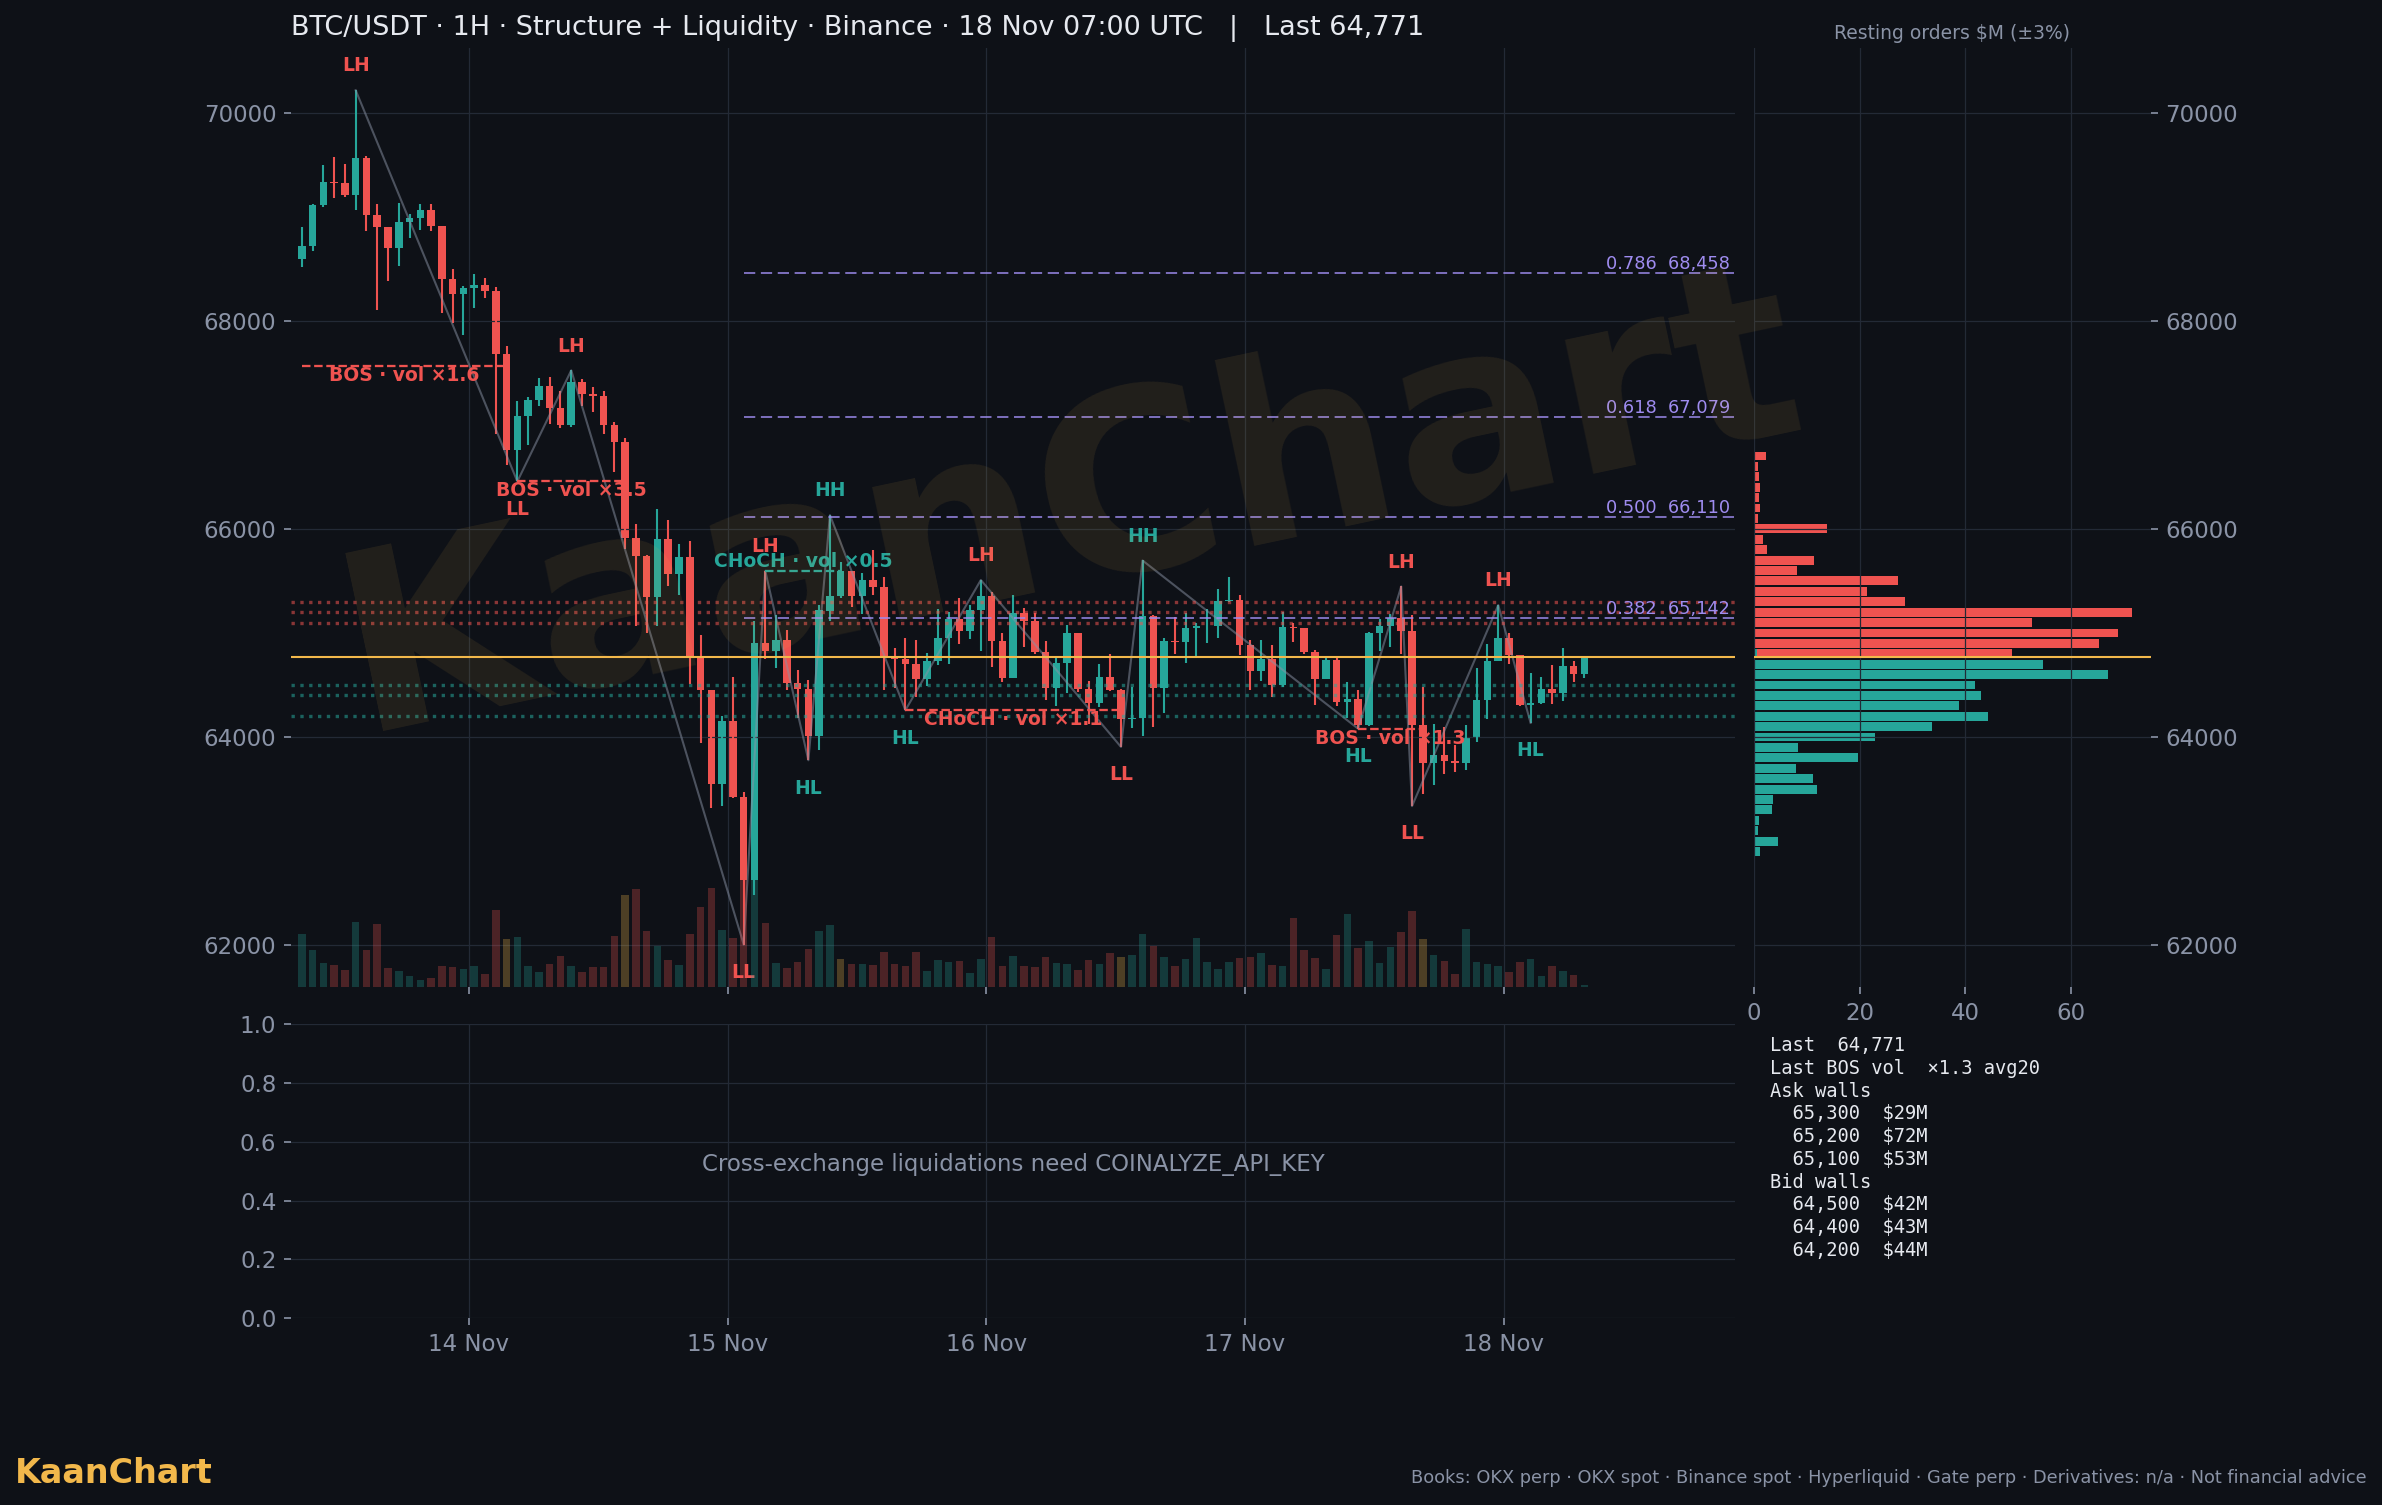 BTC/USDT · 1H · Structure + Liquidity · Binance · 18 Nov 07:00 UTC | Last 64,771
Resting orders $M (±3%)
LH
70000
70000
0.786 68,458
68000
68000
LH
BOS · vol ×1.6
0.618 67,079
BOS · vol ×3.5
HH
LL
0.500 66,110
66000
66000
HH
LH
CHoCH · vol ×0.5
LH
LH
LH
0.382 65,142
KaanChart
CHoCH · vol ×1.1
64000
HL
BOS · vol ×1.3
64000
HL
HL
LL
HL
LL
62000
62000
LL
0 20 40 60
1.0
0.8
0.6
0.4
0.2
0.0
Cross-exchange liquidations need COINALYZE_API_KEY
14 Nov 15 Nov 16 Nov 17 Nov 18 Nov
Last 64,771
Last BOS vol ×1.3 avg20
Ask walls
65,300 $29M
65,200 $72M
65,100 $53M
Bid walls
64,500 $42M
64,400 $43M
64,200 $44M
KaanChart
Books: OKX perp · OKX spot · Binance spot · Hyperliquid · Gate perp · Derivatives: n/a · Not financial advice